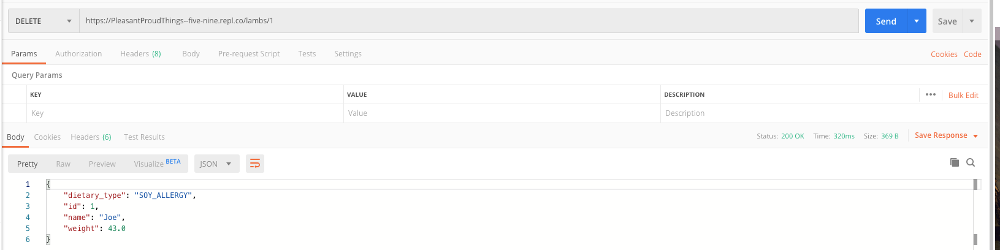 DELETE https://PleasantProudThings--five-nine.repl.co/lambs/1 Send Save
Params Authorization Headers (8) Body Pre-request Script Tests Settings Cookies Code
Query Params
KEY VALUE DESCRIPTION ••• Bulk Edit
Key Value Description
Body Cookies Headers (6) Test Results Status: 200 OK Time: 320ms Size: 369 B Save Response
Pretty Raw Preview Visualize BETA JSON
1 {
2 "dietary_type": "SOY_ALLERGY",
3 "id": 1,
4 "name": "Joe",
5 "weight": 43.0
6 }